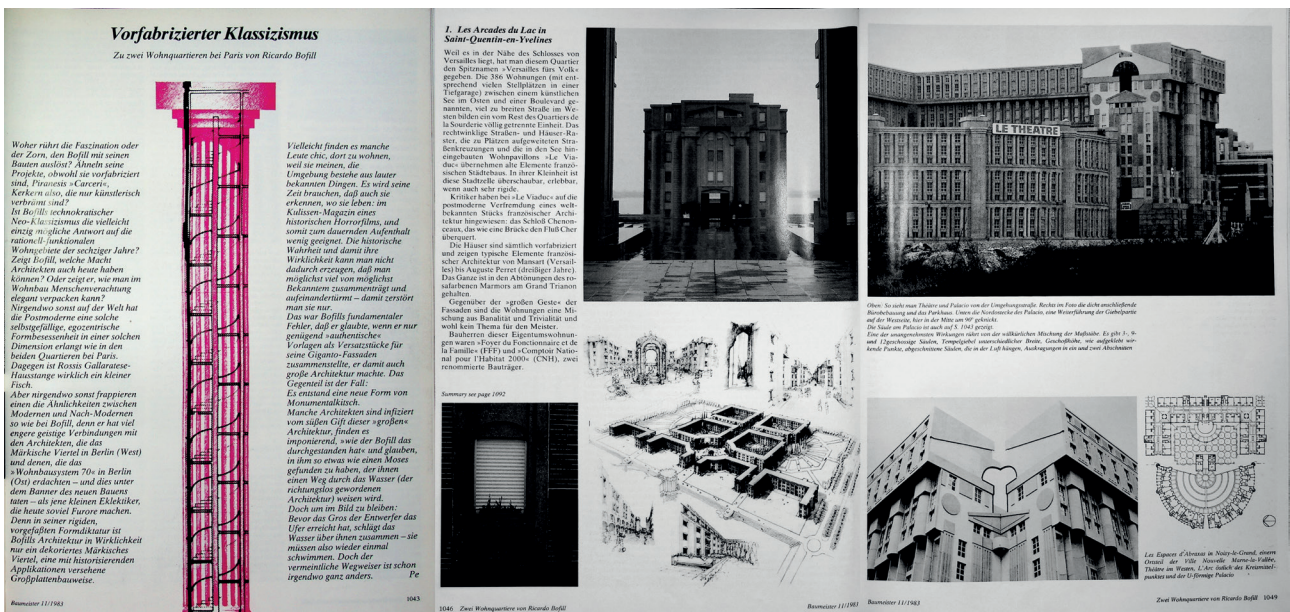 Vorfabrizierter Klassizismus
Zu zwei Wohnquartieren bei Paris von Ricardo Bofill
Woher rührt die Faszination oder
der Zorn, den Bofill mit seinen
Bauten auslöst? Ähneln seine
Projekte, obwohl sie vorfabriziert
sind, Piranesis »Carceri«,
Kerkern also, die nur künstlerisch
verbrämt sind?
Ist Bofills technokratischer
Neo-Klassizismus die vielleicht
einzig mögliche Antwort auf die
rationell-funktionalen
Wohngebiete der sechziger Jahre?
Zeigt Bofill, welche Macht
Architekten auch heute haben
können? Oder zeigt er, wie man im
Wohnbau Menschenverachtung
elegant verpacken kann?
Nirgendwo sonst auf der Welt hat
die Postmoderne eine solche
selbstgefällige, egozentrische
Formbesessenheit in einer solchen
Dimension erlangt wie in den
beiden Quartieren bei Paris.
Dagegen ist Rossis Gallaratese-
Hausstange wirklich ein kleiner
Fisch.
Aber nirgendwo sonst frappieren
einen die Ähnlichkeiten zwischen
Modernen und Nach-Modernen
so wie bei Bofill, denn er hat viel
engere geistige Verbindungen mit
den Architekten, die das
Märkische Viertel in Berlin (West)
und denen, die das
»Wohnbausystem 70« in Berlin
(Ost) erdachten – und dies unter
dem Banner des neuen Bauens
taten – als jene kleinen Eklektiker,
die heute soviel Furore machen.
Denn in seiner rigiden,
vorgefaßten Formdiktatur ist
Bofills Architektur in Wirklichkeit
nur ein dekoriertes Märkisches
Viertel, eine mit historisierenden
Applikationen versehene
Großplattenbauweise.
Vielleicht finden es manche
Leute chic, dort zu wohnen,
weil sie meinen, die
Umgebung bestehe aus lauter
bekannten Dingen. Es wird seine
Zeit brauchen, daß auch sie
erkennen, wo sie leben: im
Kulissen-Magazin eines
historischen Horrorfilms, und
somit zum dauernden Aufenthalt
wenig geeignet. Die historische
Wahrheit und damit ihre
Wirklichkeit kann man nicht
dadurch erzeugen, daß man
möglichst viel von möglichst
Bekanntem zusammenträgt und
aufeinandertürmt – damit zerstört
man sie nur.
Das war Bofills fundamentaler
Fehler, daß er glaubte, wenn er nur
genügend »authentische«
Vorlagen als Versatzstücke für
seine Giganto-Fassaden
zusammenstellte, er damit auch
große Architektur machte. Das
Gegenteil ist der Fall:
Es entstand eine neue Form von
Monumentalkitsch.
Manche Architekten sind infiziert
vom süßen Gift dieser »großen«
Architektur, finden es
imponierend, »wie der Bofill das
durchgestanden hat« und glauben,
in ihm so etwas wie einen Moses
gefunden zu haben, der ihnen
einen Weg durch das Wasser (der
richtungslos gewordenen
Architektur) weisen wird.
Doch um im Bild zu bleiben:
Bevor das Gros der Entwerfer das
Ufer erreicht hat, schlägt das
Wasser über ihnen zusammen – sie
müssen also wieder einmal
schwimmen. Doch der
vermeintliche Wegweiser ist schon
irgendwo ganz anders. Pe
Baumeister 11/1983
1043
1. Les Arcades du Lac in
Saint-Quentin-en-Yvelines
Weil es in der Nähe des Schlosses von
Versailles liegt, hat man diesem Quartier
den Spitznamen »Versailles fürs Volk«
gegeben. Die 386 Wohnungen (mit ent-
sprechend vielen Stellplätzen in einer
Tiefgarage) zwischen einem künstlichen
See im Osten und einer Boulevard ge-
nannten, viel zu breiten Straße im We-
sten bilden ein vom Rest des Quartiers de
la Sourderie völlig getrennte Einheit. Das
rechtwinklige Straßen- und Häuser-Ra-
ster, die zu Plätzen aufgeweiteten Stra-
ßenkreuzungen und die in den See hin-
eingebauten Wohnpavillons »Le Via-
duc« übernehmen alte Elemente franzö-
sischen Städtebaus. In ihrer Kleinheit ist
diese Stadtzelle überschaubar, erlebbar,
wenn auch sehr rigide.
Kritiker haben bei »Le Viaduc« auf die
postmoderne Verfremdung eines welt-
bekannten Stücks französischer Archi-
tektur hingewiesen: das Schloß Chenon-
ceaux, das wie eine Brücke den Fluß Cher
überquert.
Die Häuser sind sämtlich vorfabriziert
und zeigen typische Elemente französi-
scher Architektur von Mansart (Versail-
les) bis Auguste Perret (dreißiger Jahre).
Das Ganze ist in den Abtönungen des ro-
safarbenen Marmors am Grand Trianon
gehalten.
Gegenüber der »großen Geste« der
Fassaden sind die Wohnungen eine Mi-
schung aus Banalität und Trivialität und
wohl kein Thema für den Meister.
Bauherren dieser Eigentumswohnun-
gen waren »Foyer du Fonctionnaire et de
la Famille« (FFF) und »Comptoir Natio-
nal pour l'Habitat 2000« (CNH), zwei
renommierte Bauträger.
Summary see page 1092
1046 Zwei Wohnquartiere von Ricardo Bofill
Baumeister 11/1983
LE THEATRE
Oben: So sieht man Théâtre und Palacio von der Umgehungsstraße. Rechts im Foto die dicht anschließende
Bürobebauung und das Parkhaus. Unten die Nordostecke des Palacio, eine Weiterführung der Giebelpartie
auf der Westseite, hier in der Mitte um 90° geknickt.
Die Säule am Palacio ist auch auf S. 1043 gezeigt.
Eine der unangenehmsten Wirkungen rührt von der willkürlichen Mischung der Maßstäbe. Es gibt 3-, 9-
und 12geschossige Säulen, Tempelgiebel unterschiedlicher Breite, Geschoßhöhe, wie aufgeklebt wir-
kende Punkte, abgeschnittene Säulen, die in der Luft hängen, Auskragungen in ein und zwei Abschnitten
Les Espaces d'Abraxas in Noisy-le-Grand, einem
Ortsteil der Ville Nouvelle Marne-la-Vallée,
Théâtre im Westen, L'Arc östlich des Kreismittel-
punktes und der U-förmige Palacio
Baumeister 11/1983
Zwei Wohnquartiere von Ricardo Bofill 1049